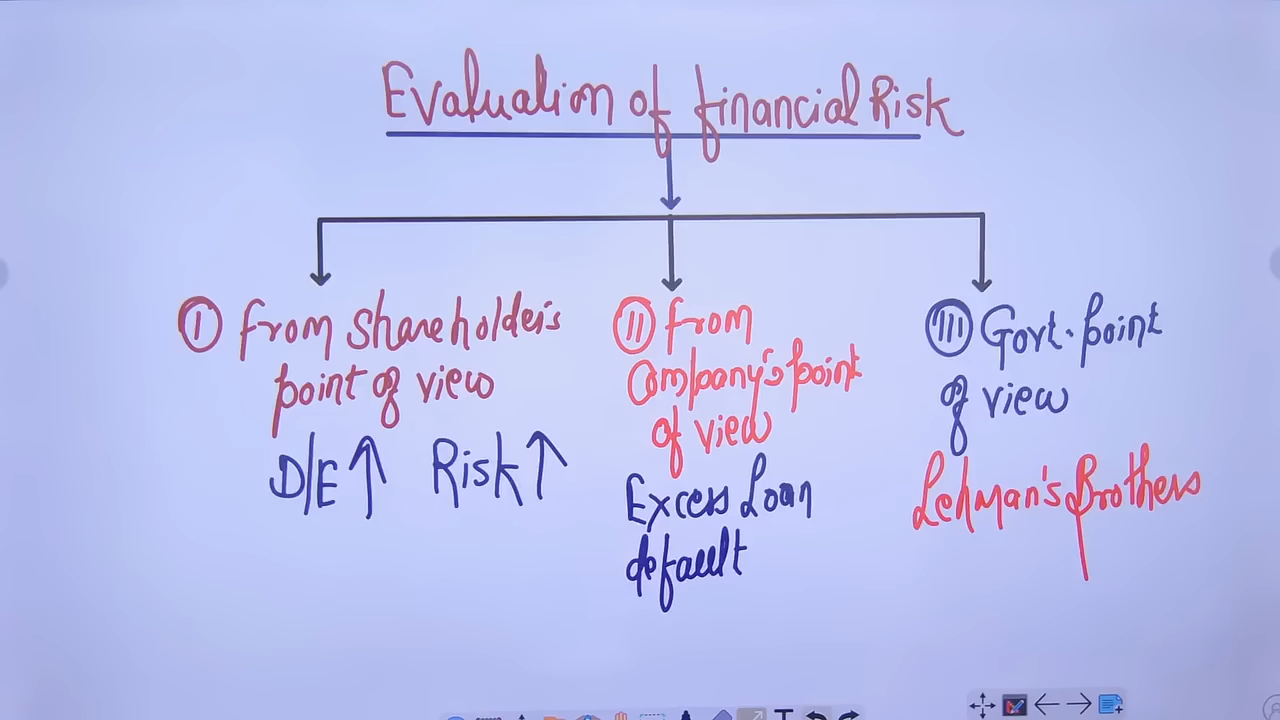 Evaluation of financial Risk
I from shareholder's
point of view
D/E ↑ Risk ↑
II from
Company's point
of view
Excess Loan
default
III Govt. point
of view
Lehman's Brothers